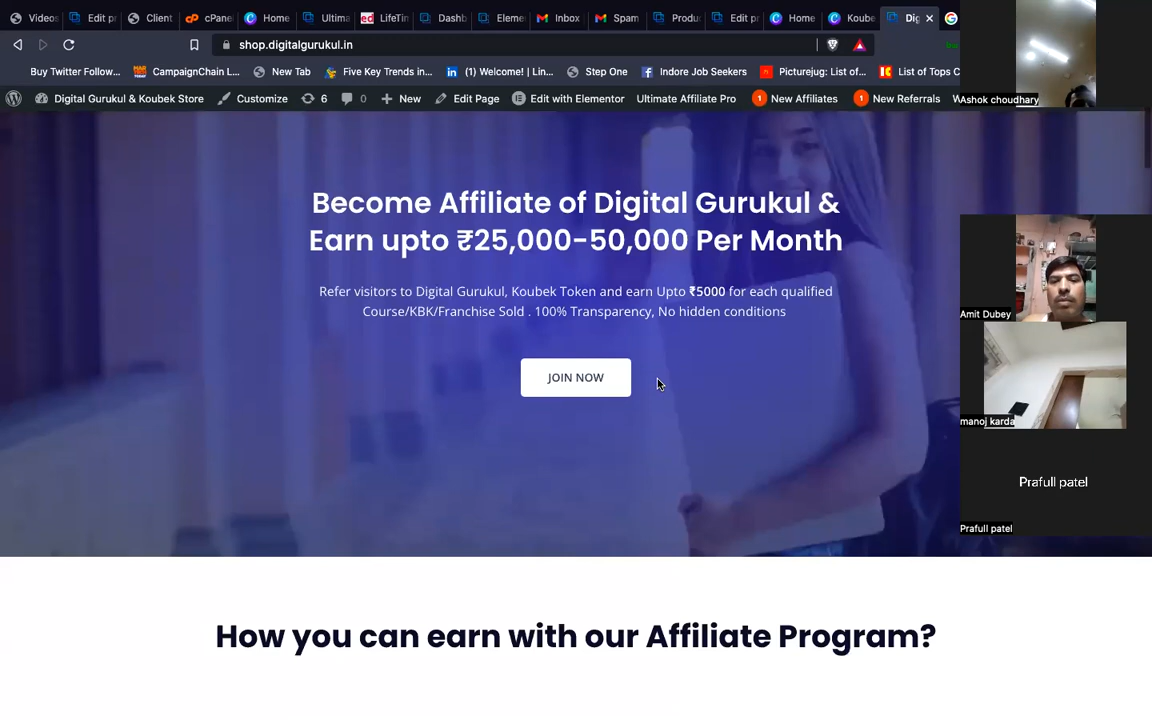 Videos
Edit pr
Client
cPanel
Home
Ultima
LifeTim
Dashb
Eleme
Inbox
Spam
Produ
Edit pr
Home
Koube
Dig
shop.digitalgurukul.in
Buy Twitter Follow...
CampaignChain L...
New Tab
Five Key Trends in...
(1) Welcome! | Lin...
Step One
Indore Job Seekers
Picturejug: List of...
List of Tops C
Digital Gurukul & Koubek Store
Customize
6
0
New
Edit Page
Edit with Elementor
Ultimate Affiliate Pro
1 New Affiliates
1 New Referrals
W
Ashok choudhary
Become Affiliate of Digital Gurukul &
Earn upto ₹25,000-50,000 Per Month
Refer visitors to Digital Gurukul, Koubek Token and earn Upto ₹5000 for each qualified
Course/KBK/Franchise Sold . 100% Transparency, No hidden conditions
JOIN NOW
Amit Dubey
manoj karda
Prafull patel
Prafull patel
How you can earn with our Affiliate Program?